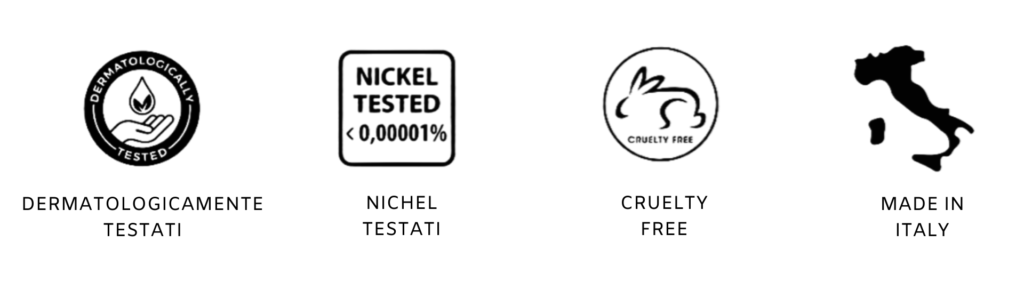 DERMATOLOGICALLY
TESTED
NICKEL
TESTED
< 0,00001%
CRUELTY FREE
DERMATOLOGICAMENTE
TESTATI
NICHEL
TESTATI
CRUELTY
FREE
MADE IN
ITALY